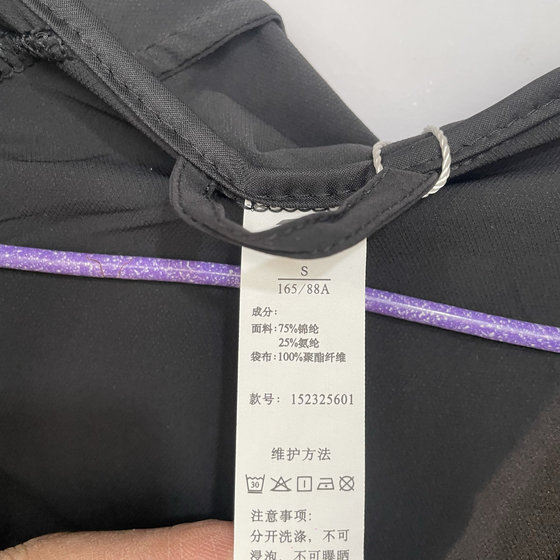 S
165/88A
成分:
面料:75%锦纶
25%氨纶
袋布:100%聚酯纤维
款号: 152325601
维护方法
30
注意事项:
分开洗涤, 不可
浸泡、不可曝晒